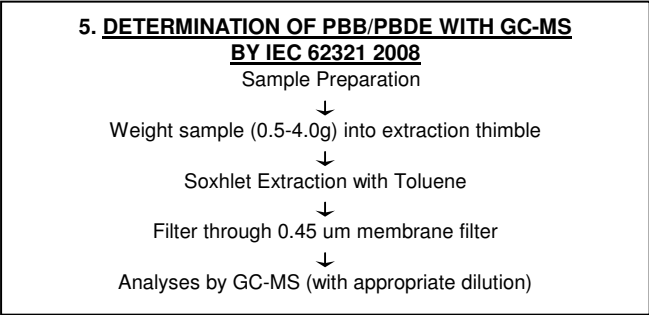 5. DETERMINATION OF PBB/PBDE WITH GC-MS
BY IEC 62321 2008
Sample Preparation
↓
Weight sample (0.5-4.0g) into extraction thimble
↓
Soxhlet Extraction with Toluene
↓
Filter through 0.45 um membrane filter
↓
Analyses by GC-MS (with appropriate dilution)